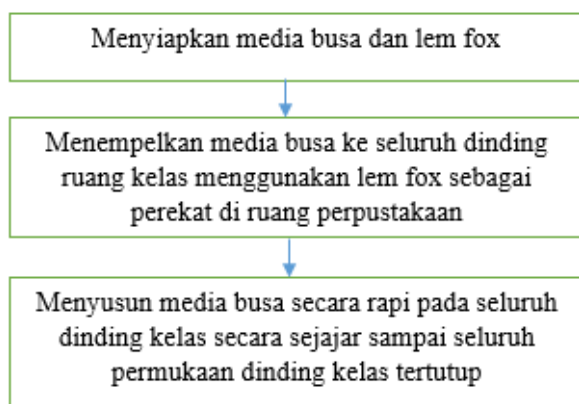 Menyiapkan media busa dan lem fox
Menempelkan media busa ke seluruh dinding
ruang kelas menggunakan lem fox sebagai
perekat di ruang perpustakaan
Menyusun media busa secara rapi pada seluruh
dinding kelas secara sejajar sampai seluruh
permukaan dinding kelas tertutup